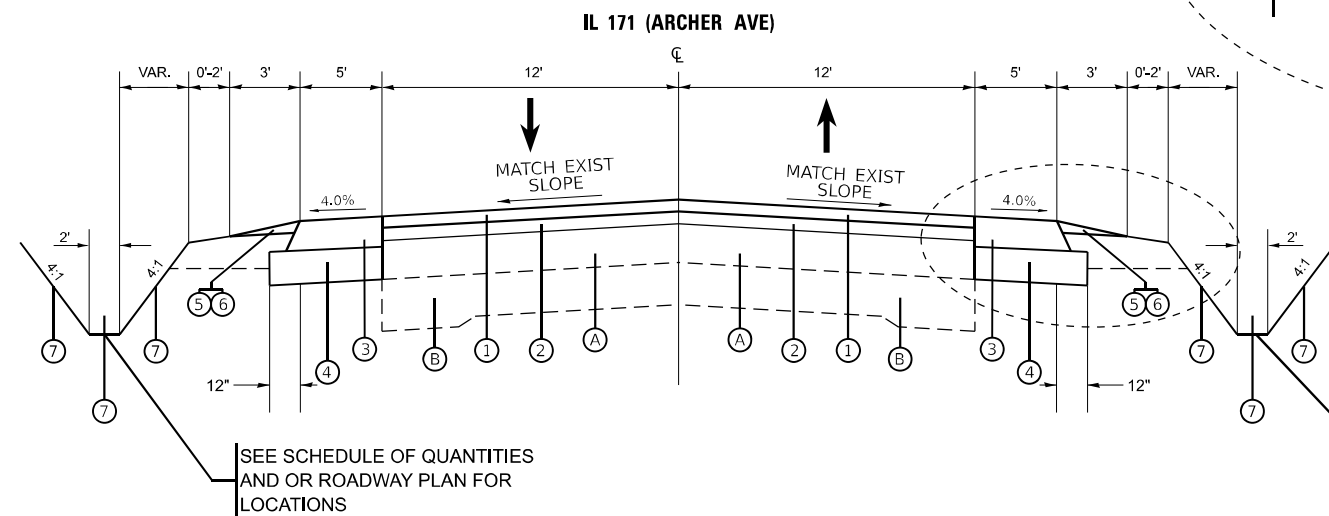 IL 171 (ARCHER AVE)
℄
VAR. 0'-2' 3' 5' 12' 12' 5' 3' 0'-2' VAR.
MATCH EXIST
SLOPE
MATCH EXIST
SLOPE
4.0% 4.0%
2' 2'
4:1 4:1 4:1 4:1
5 6 5 6
7 7 3 B 1 2 A A 2 1 B 3 7 7
4 4
12" 12"
7 7
SEE SCHEDULE OF QUANTITIES
AND OR ROADWAY PLAN FOR
LOCATIONS